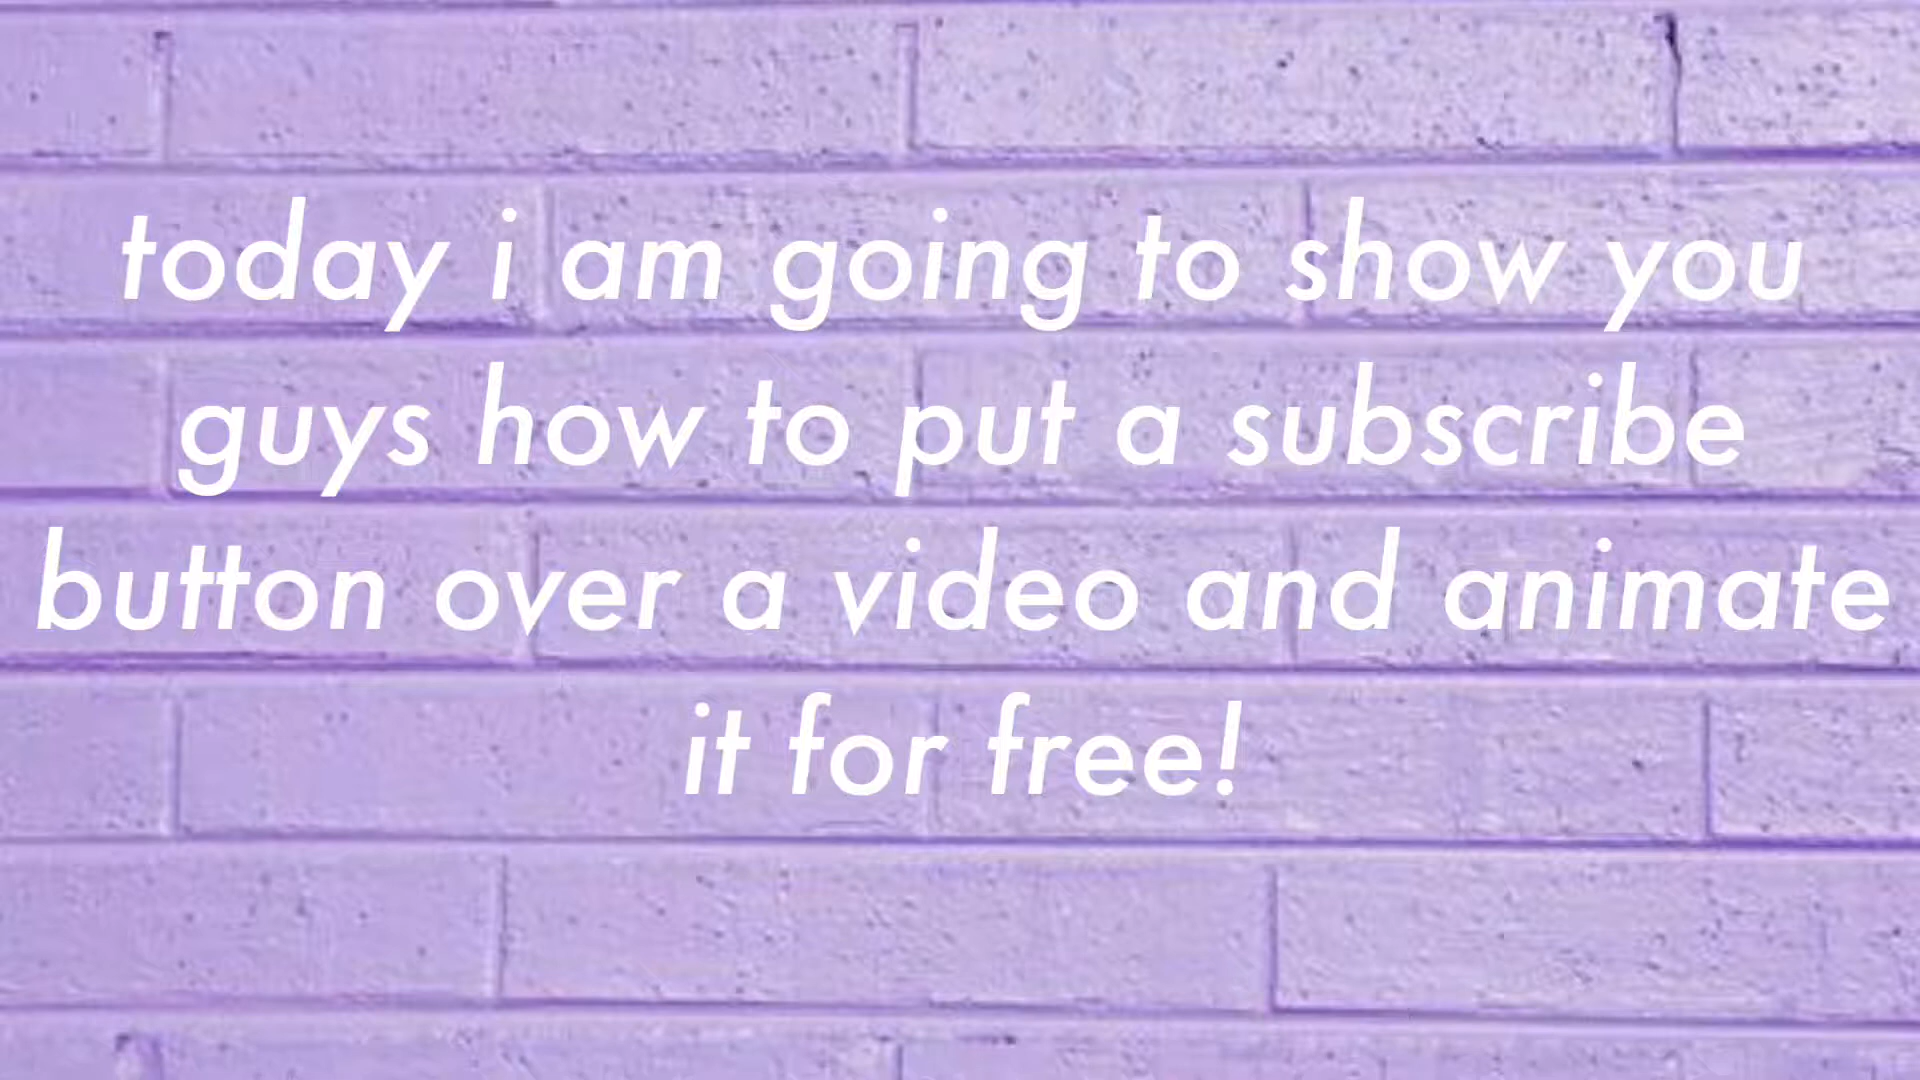 today i am going to show you
guys how to put a subscribe
button over a video and animate
it for free!